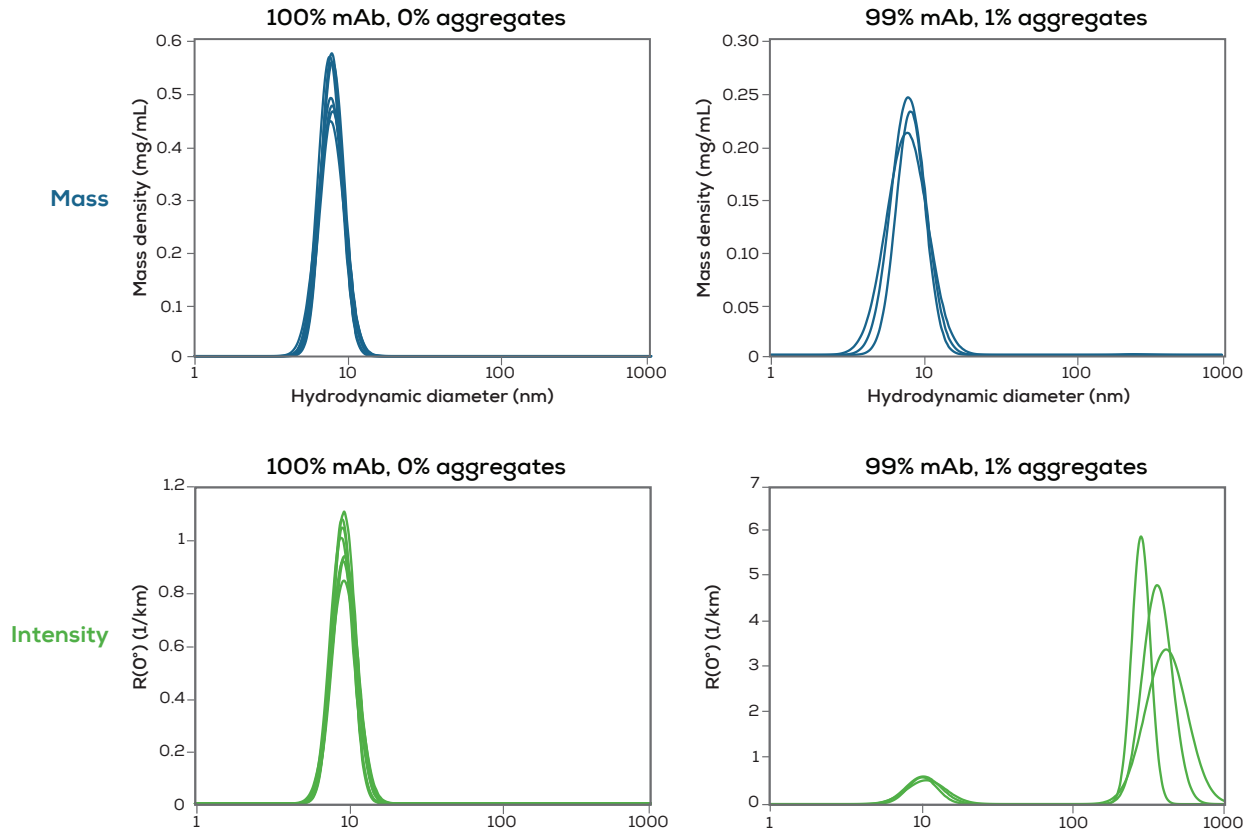 100% mAb, 0% aggregates
Mass
Mass density (mg/mL)
0.6
0.5
0.4
0.3
0.2
0.1
0
1 10 100 1000
Hydrodynamic diameter (nm)
99% mAb, 1% aggregates
Mass density (mg/mL)
0.30
0.25
0.20
0.15
0.10
0.05
0
1 10 100 1000
Hydrodynamic diameter (nm)
100% mAb, 0% aggregates
Intensity
R(0°) (1/km)
1.2
1
0.8
0.6
0.4
0.2
0
1 10 100 1000
99% mAb, 1% aggregates
R(0°) (1/km)
7
6
5
4
3
2
1
0
1 10 100 1000